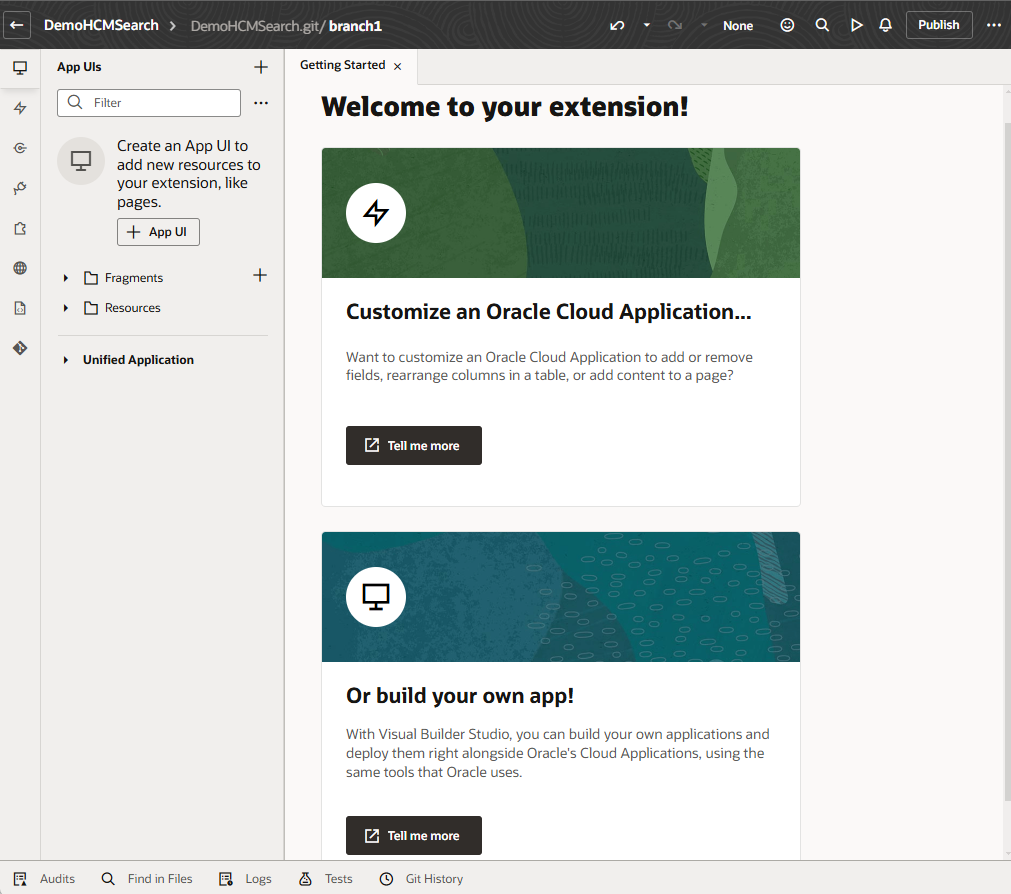 DemoHCMSearch > DemoHCMSearch.git/ branch1
None
Publish
App UIs
Filter
Create an App UI to
add new resources to
your extension, like
pages.
App UI
Fragments
Resources
Unified Application
Getting Started
Welcome to your extension!
Customize an Oracle Cloud Application...
Want to customize an Oracle Cloud Application to add or remove
fields, rearrange columns in a table, or add content to a page?
Tell me more
Or build your own app!
With Visual Builder Studio, you can build your own applications and
deploy them right alongside Oracle's Cloud Applications, using the
same tools that Oracle uses.
Tell me more
Audits
Find in Files
Logs
Tests
Git History